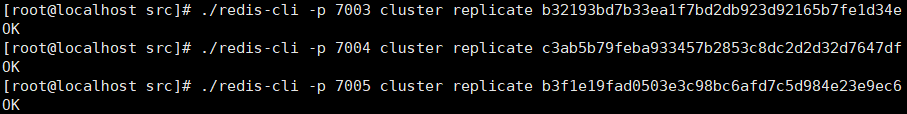 [root@localhost src]# ./redis-cli -p 7003 cluster replicate b32193bd7b33ea1f7bd2db923d92165b7fe1d34e
OK
[root@localhost src]# ./redis-cli -p 7004 cluster replicate c3ab5b79feba933457b2853c8dc2d2d32d7647df
OK
[root@localhost src]# ./redis-cli -p 7005 cluster replicate b3f1e19fad0503e3c98bc6afd7c5d984e23e9ec6
OK